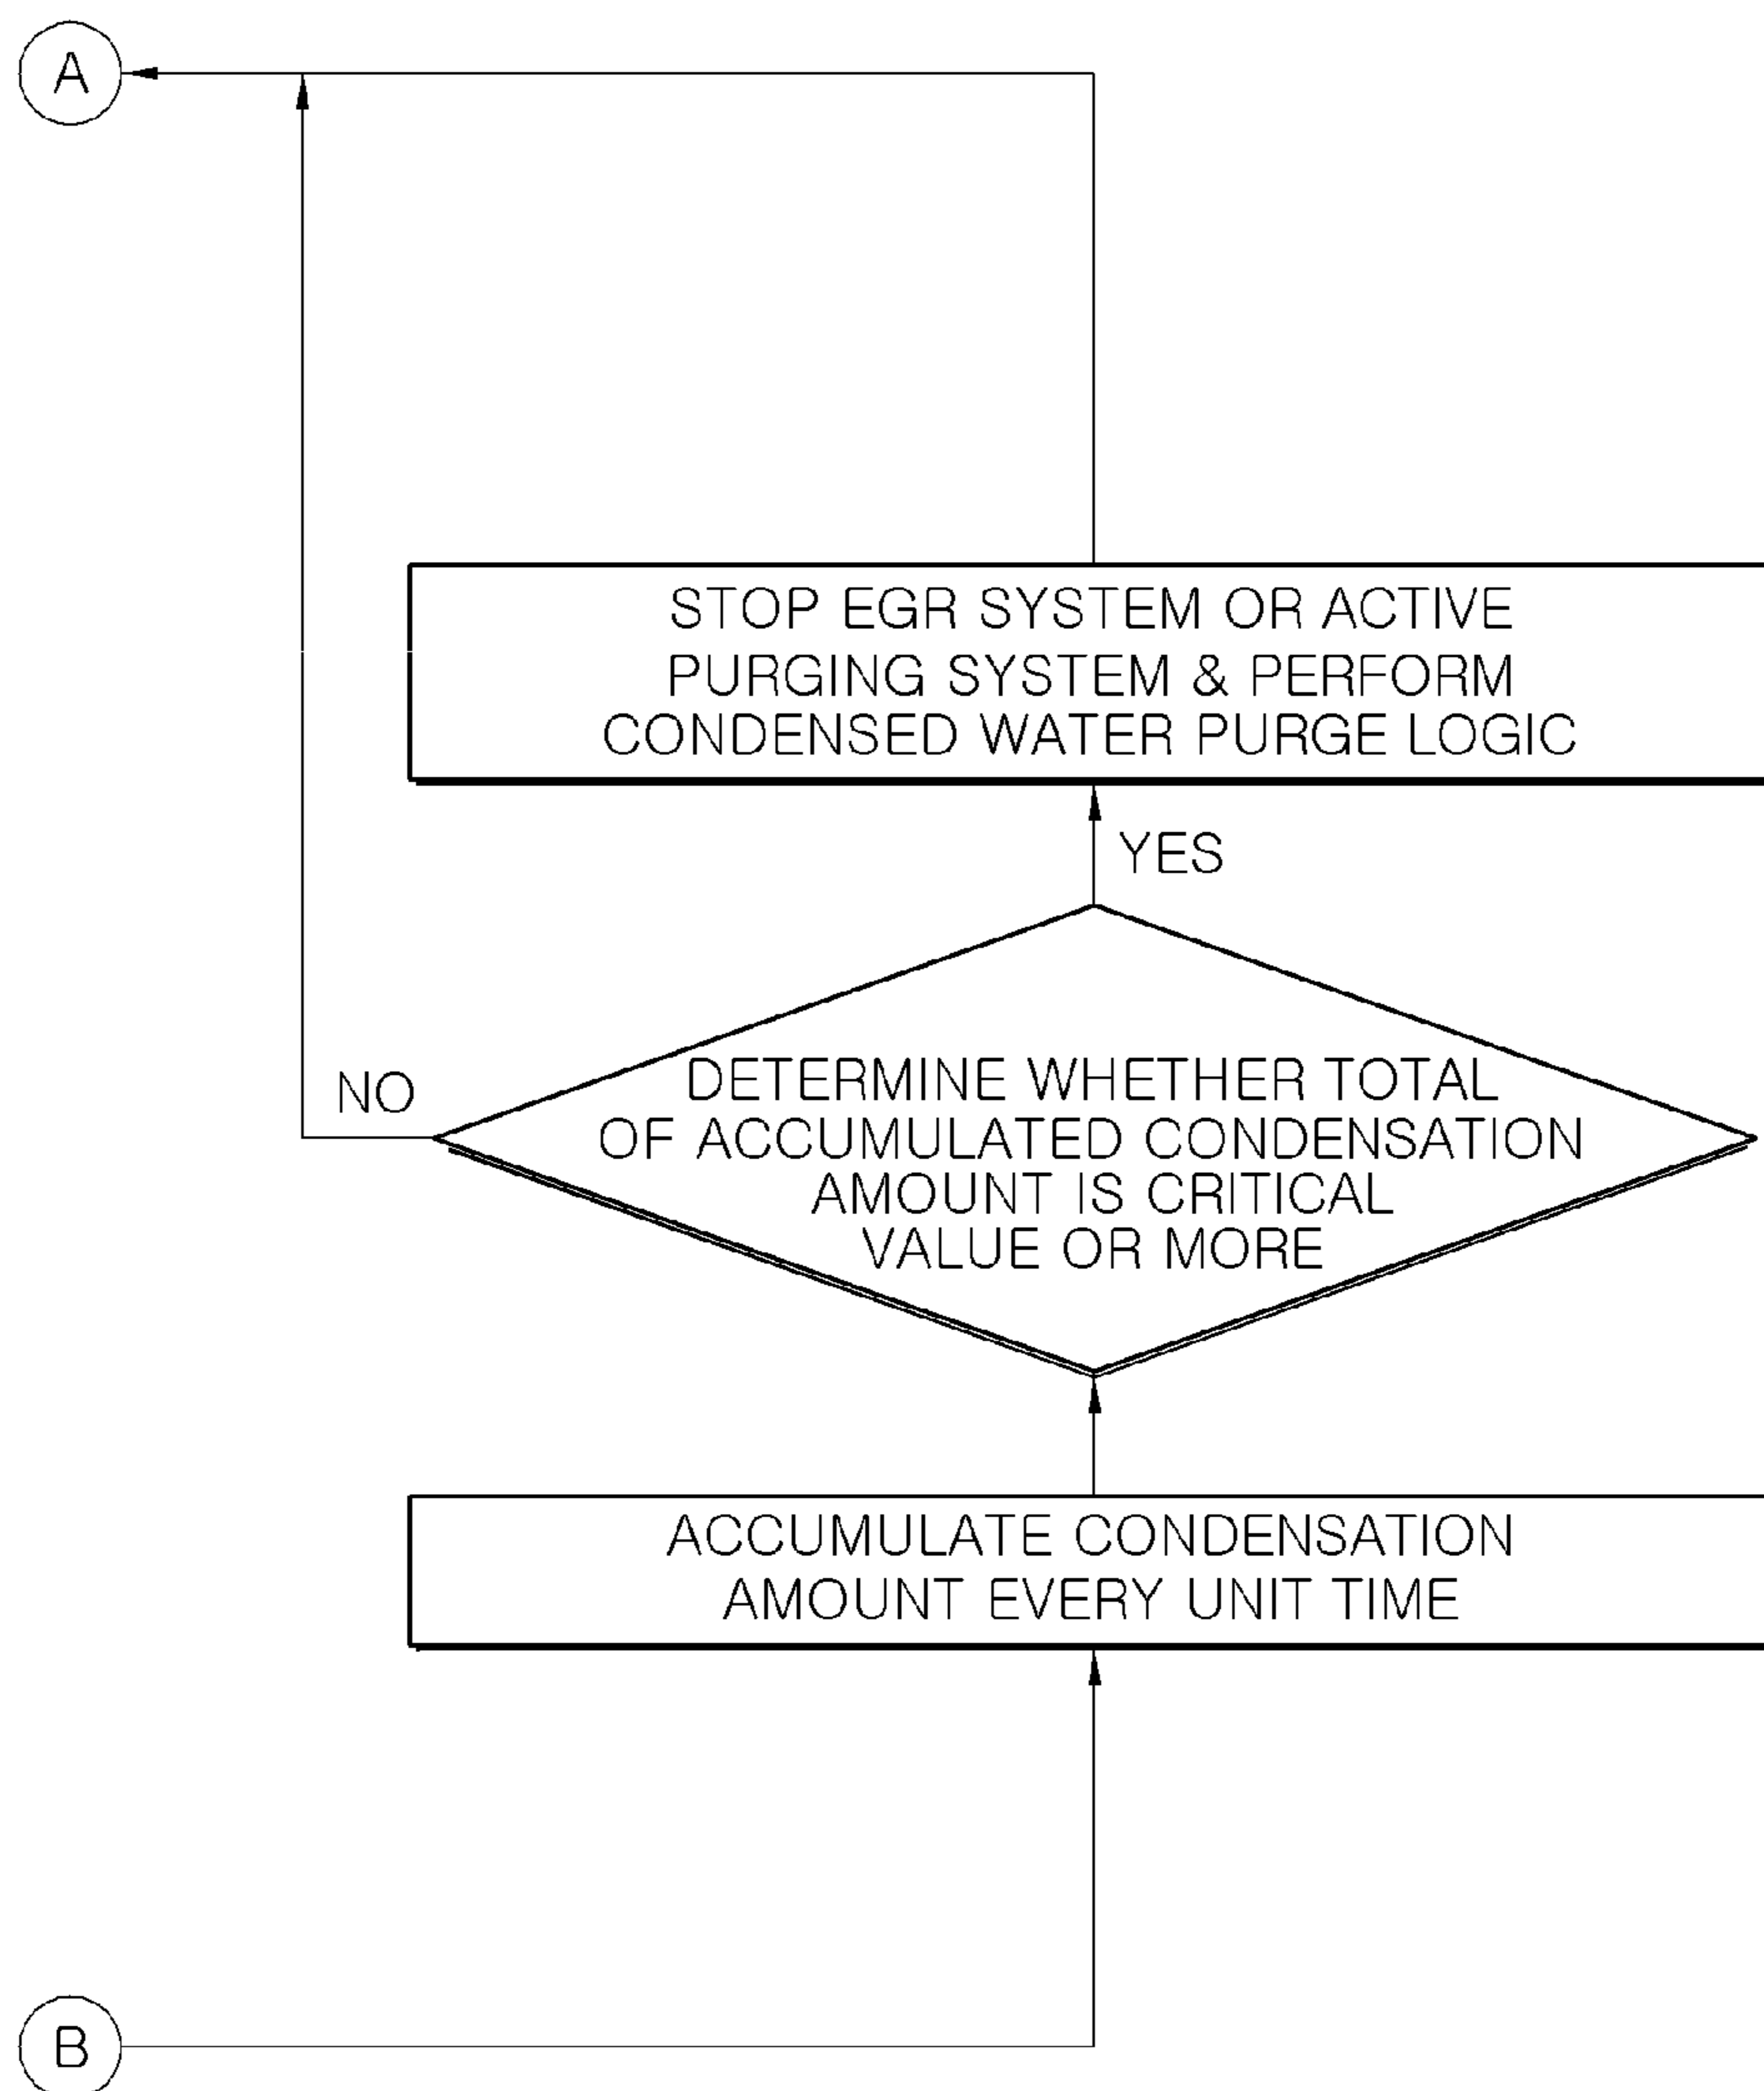 A
STOP EGR SYSTEM OR ACTIVE
PURGING SYSTEM & PERFORM
CONDENSED WATER PURGE LOGIC
YES
NO
DETERMINE WHETHER TOTAL
OF ACCUMULATED CONDENSATION
AMOUNT IS CRITICAL
VALUE OR MORE
ACCUMULATE CONDENSATION
AMOUNT EVERY UNIT TIME
B